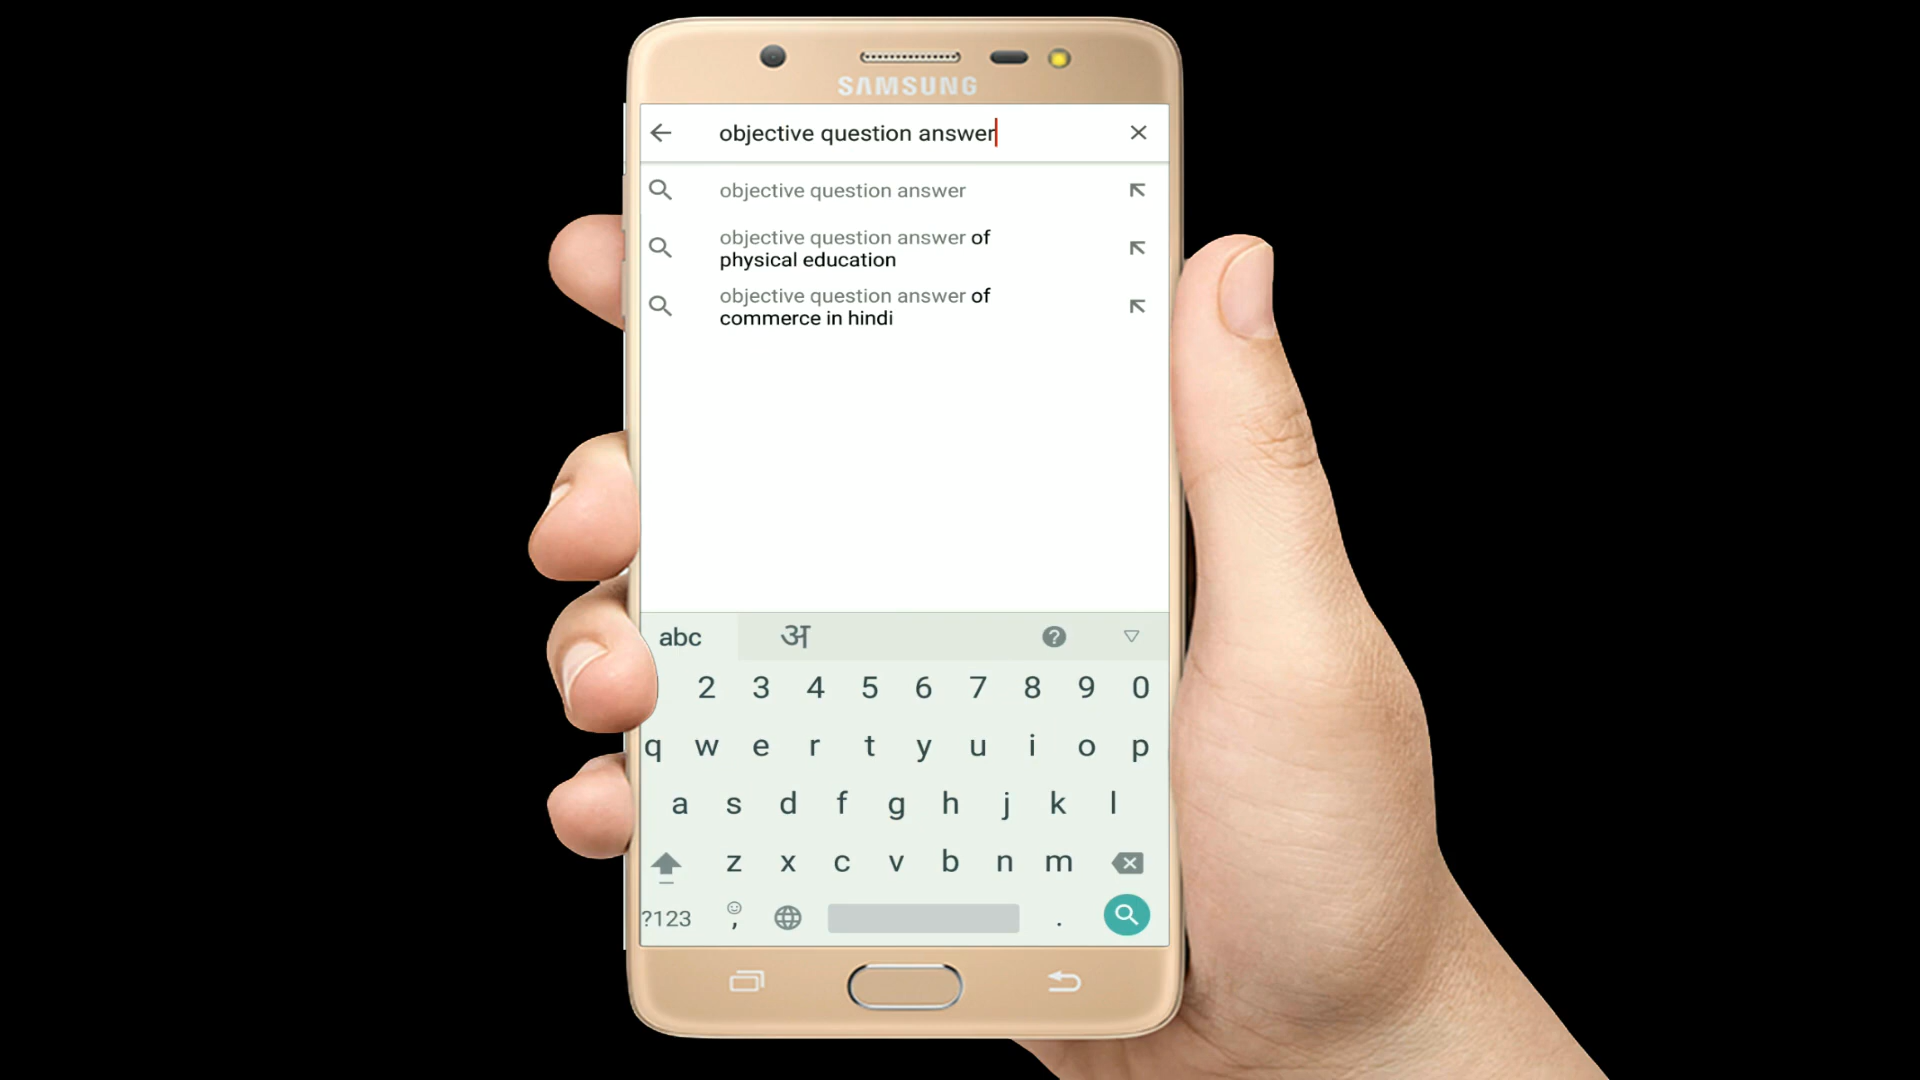 SAMSUNG
objective question answer
objective question answer
objective question answer of
physical education
objective question answer of
commerce in hindi
abc अ ?
2 3 4 5 6 7 8 9 0
q w e r t y u i o p
a s d f g h j k l
z x c v b n m
?123 , .